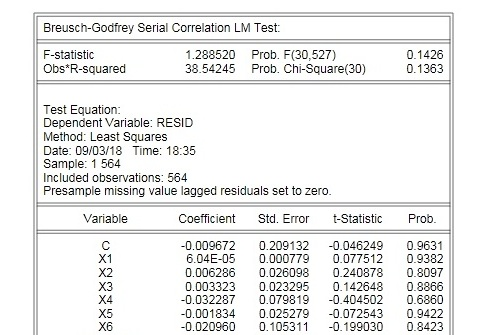 Breusch-Godfrey Serial Correlation LM Test:
F-statistic 1.288520 Prob. F(30,527) 0.1426
Obs*R-squared 38.54245 Prob. Chi-Square(30) 0.1363
Test Equation:
Dependent Variable: RESID
Method: Least Squares
Date: 09/03/18 Time: 18:35
Sample: 1 564
Included observations: 564
Presample missing value lagged residuals set to zero.
Variable Coefficient Std. Error t-Statistic Prob.
C -0.009672 0.209132 -0.046249 0.9631
X1 6.04E-05 0.000779 0.077512 0.9382
X2 0.006286 0.026098 0.240878 0.8097
X3 0.003323 0.023295 0.142648 0.8866
X4 -0.032287 0.079819 -0.404502 0.6860
X5 -0.001834 0.025279 -0.072543 0.9422
X6 -0.020960 0.105311 -0.199030 0.8423